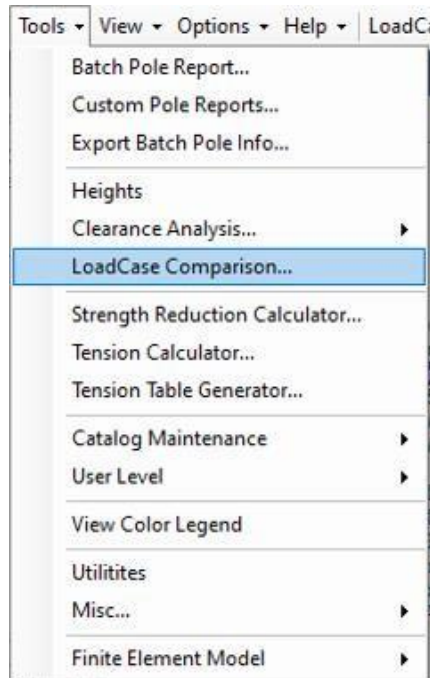 Tools View Options Help LoadCa
Batch Pole Report...
Custom Pole Reports...
Export Batch Pole Info...
Heights
Clearance Analysis...
LoadCase Comparison...
Strength Reduction Calculator...
Tension Calculator...
Tension Table Generator...
Catalog Maintenance
User Level
View Color Legend
Utilitites
Misc...
Finite Element Model